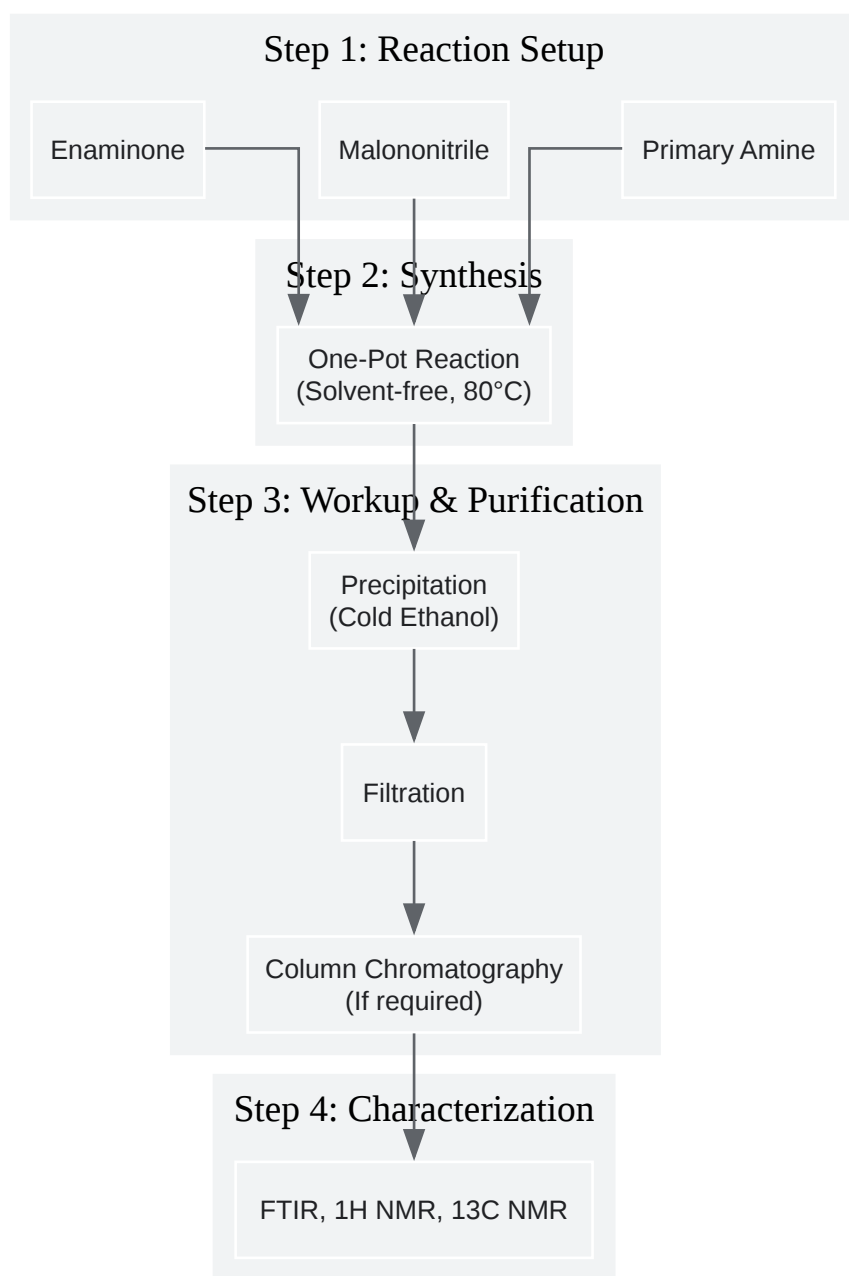 Step 1: Reaction Setup
Enaminone
Malononitrile
Primary Amine
Step 2: Synthesis
One-Pot Reaction
(Solvent-free, 80°C)
Step 3: Workup & Purification
Precipitation
(Cold Ethanol)
Filtration
Column Chromatography
(If required)
Step 4: Characterization
FTIR, 1H NMR, 13C NMR